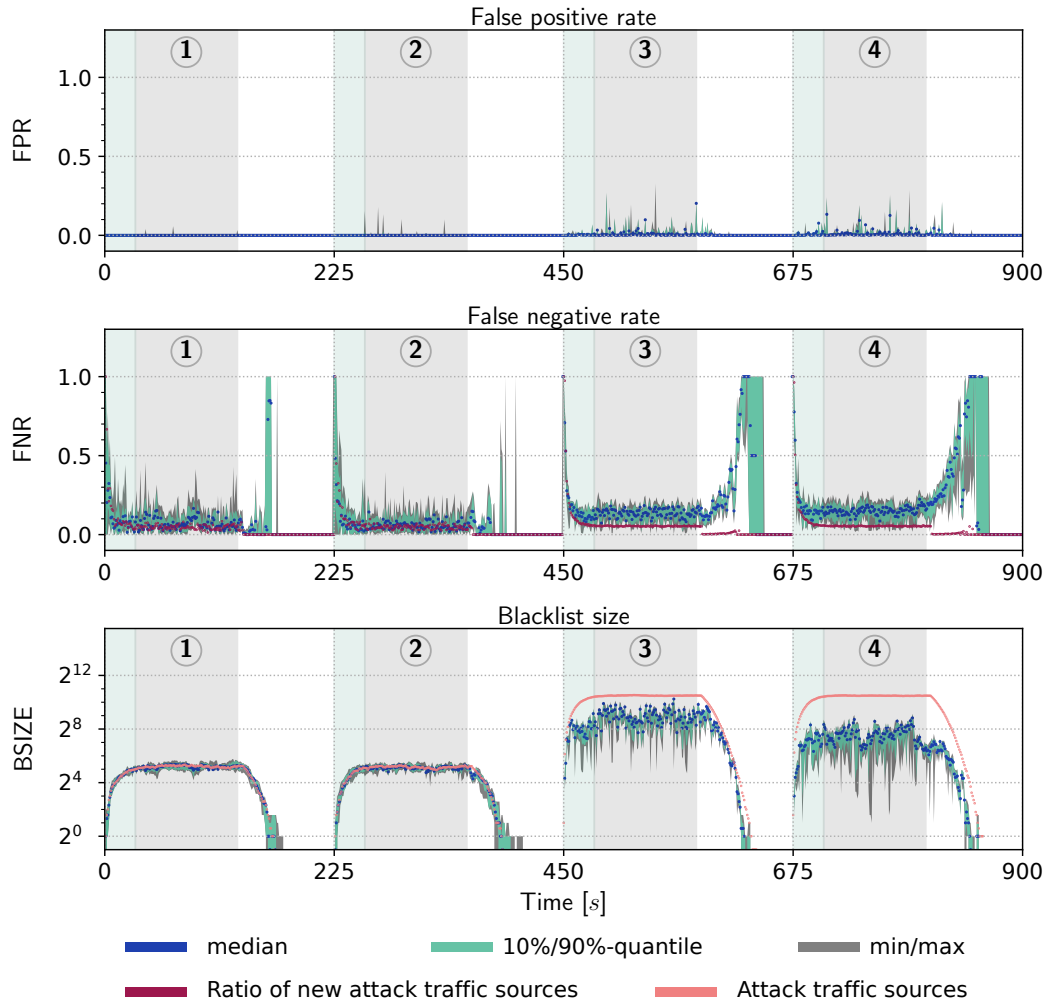 False positive rate
1 2 3 4
1.0
0.5
0.0
FPR
0 225 450 675 900
False negative rate
1 2 3 4
1.0
0.5
0.0
FNR
0 225 450 675 900
Blacklist size
1 2 3 4
2^12
2^8
2^4
2^0
BSIZE
0 225 450 675 900
Time [s]
median 10%/90%-quantile min/max
Ratio of new attack traffic sources Attack traffic sources